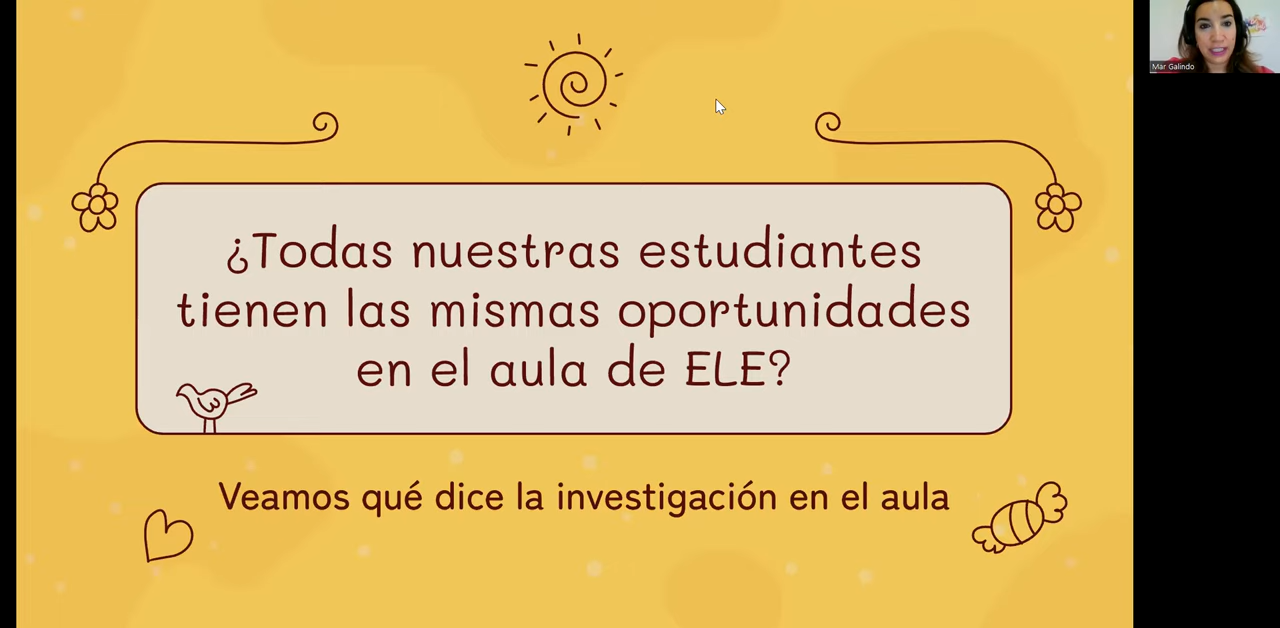 Mar Galindo
¿Todas nuestras estudiantes
tienen las mismas oportunidades
en el aula de ELE?
Veamos qué dice la investigación en el aula